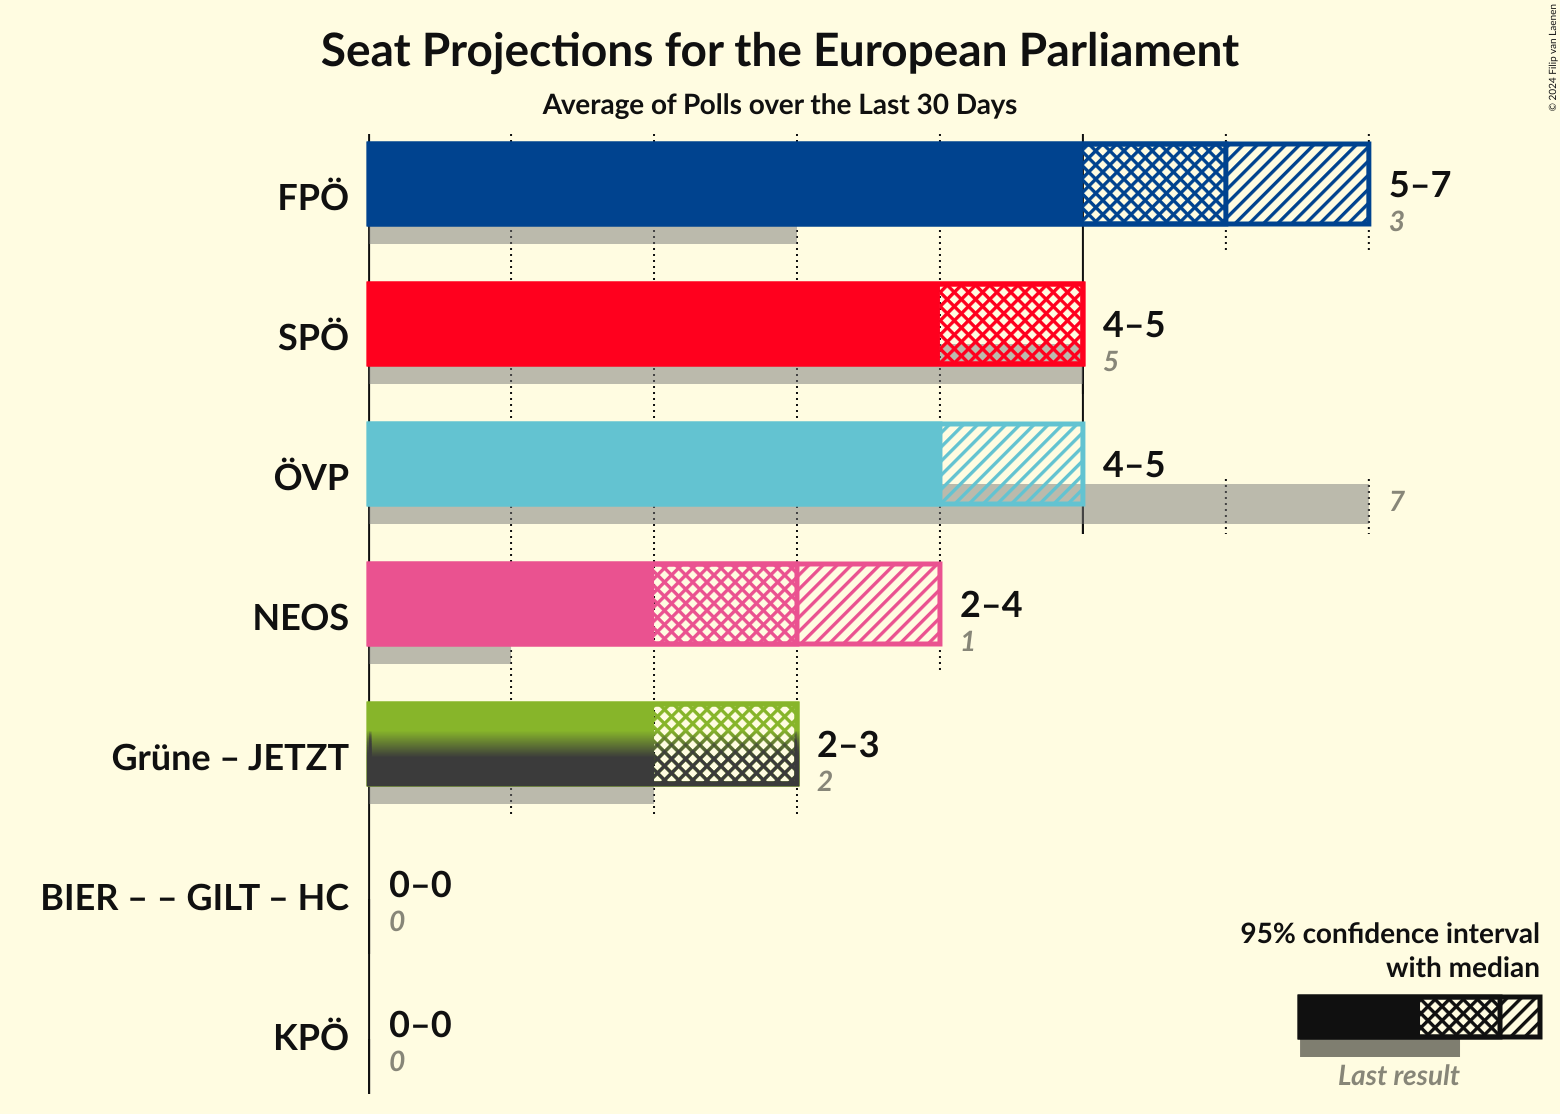 Seat Projections for the European Parliament
Average of Polls over the Last 30 Days
© 2024 Filip van Laenen
FPÖ
5–7
3
SPÖ
4–5
5
ÖVP
4–5
7
NEOS
2–4
1
Grüne – JETZT
2–3
2
BIER – – GILT – HC
0–0
0
KPÖ
0–0
0
95% confidence interval
with median
Last result